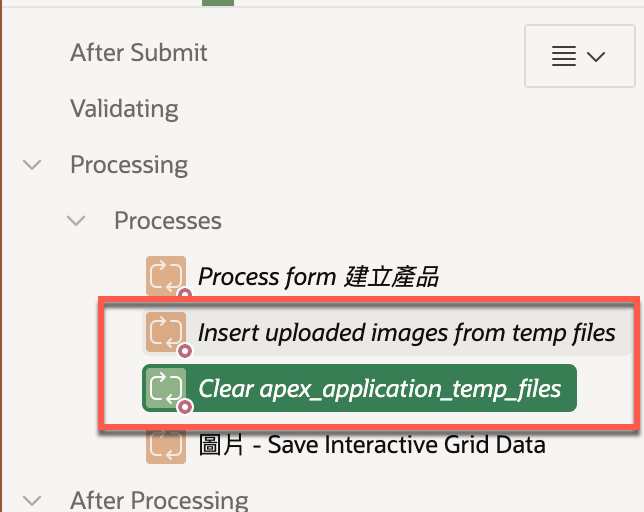 After Submit
Validating
Processing
Processes
Process form 建立產品
Insert uploaded images from temp files
Clear apex_application_temp_files
圖片 - Save Interactive Grid Data
After Processing